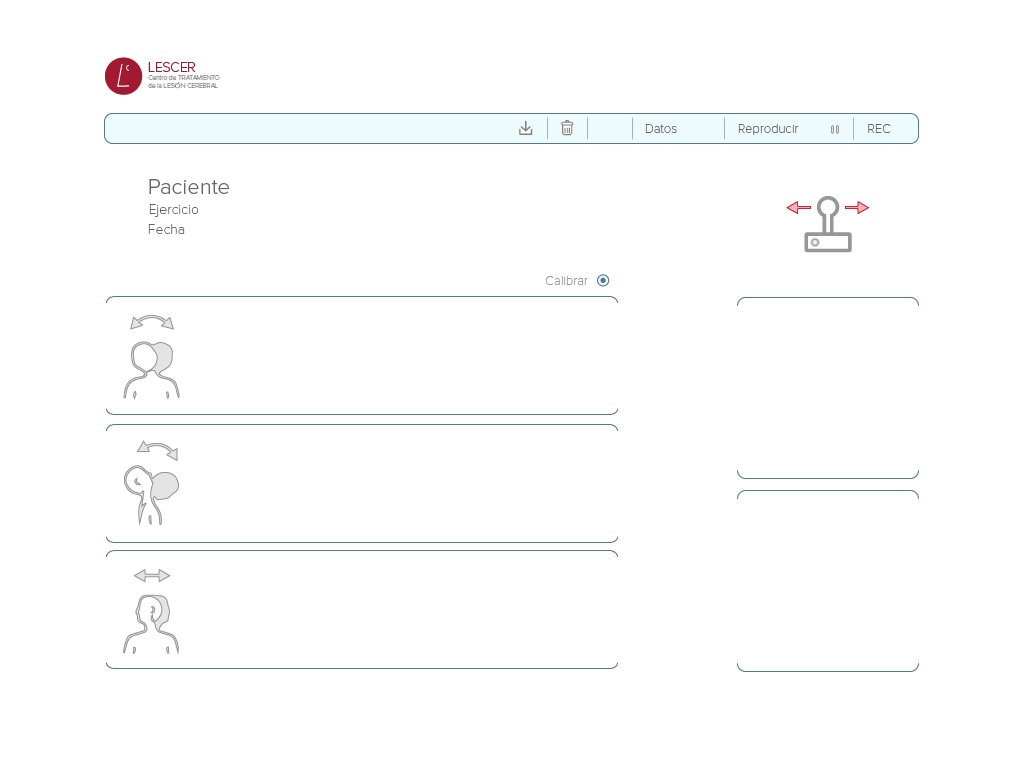 LESCER
Centro de TRATAMIENTO
de la LESIÓN CEREBRAL
Datos
Reproducir
REC
Paciente
Ejercicio
Fecha
Calibrar